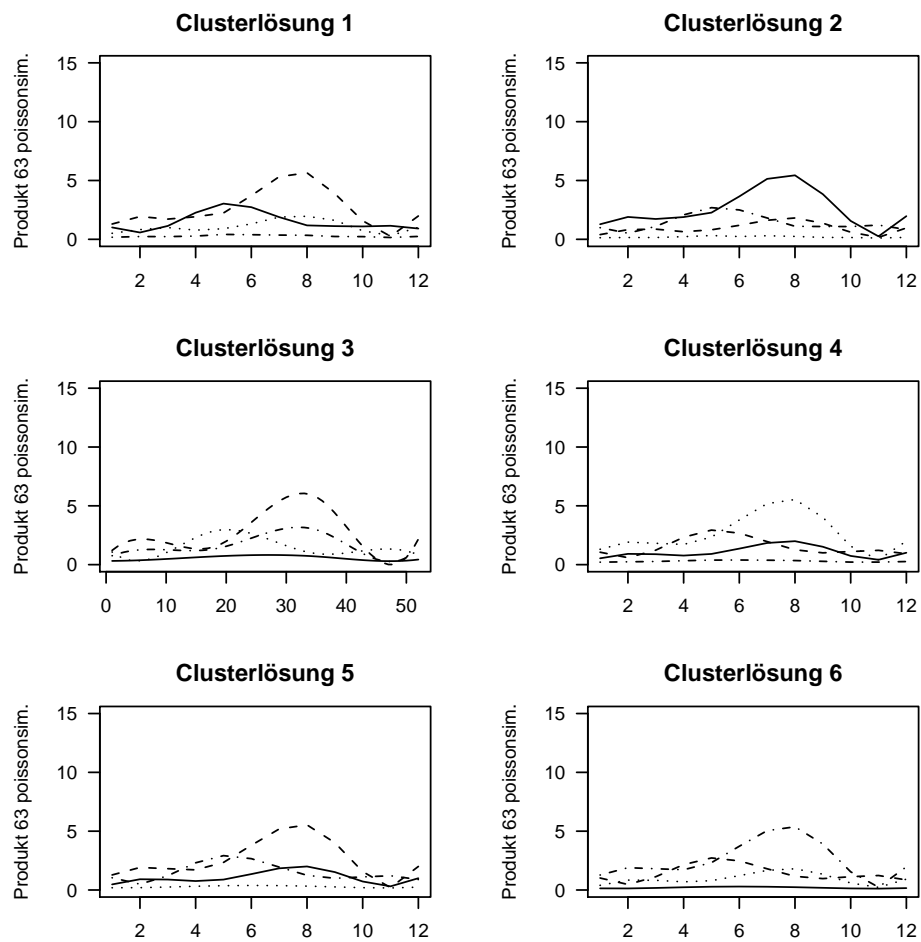 Clusterlösung 1
Produkt 63 poissonsim.
15
10
5
0
2 4 6 8 10 12
Clusterlösung 2
Produkt 63 poissonsim.
15
10
5
0
2 4 6 8 10 12
Clusterlösung 3
Produkt 63 poissonsim.
15
10
5
0
0 10 20 30 40 50
Clusterlösung 4
Produkt 63 poissonsim.
15
10
5
0
2 4 6 8 10 12
Clusterlösung 5
Produkt 63 poissonsim.
15
10
5
0
2 4 6 8 10 12
Clusterlösung 6
Produkt 63 poissonsim.
15
10
5
0
2 4 6 8 10 12